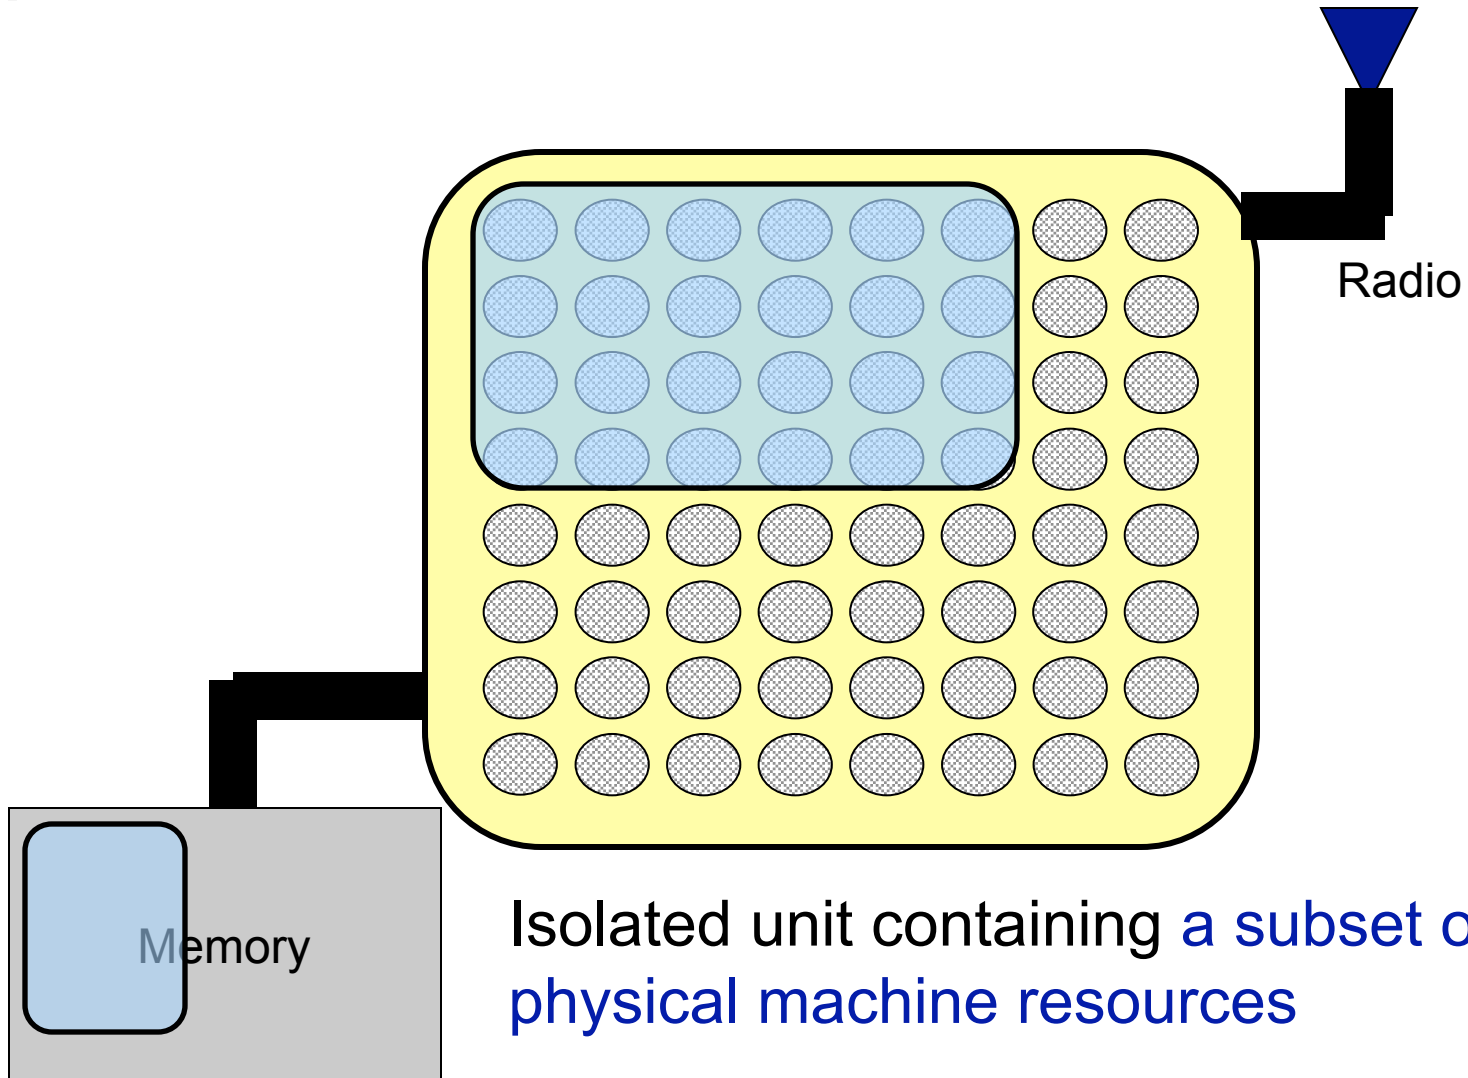 Radio
Memory
Isolated unit containing a subset o
physical machine resources